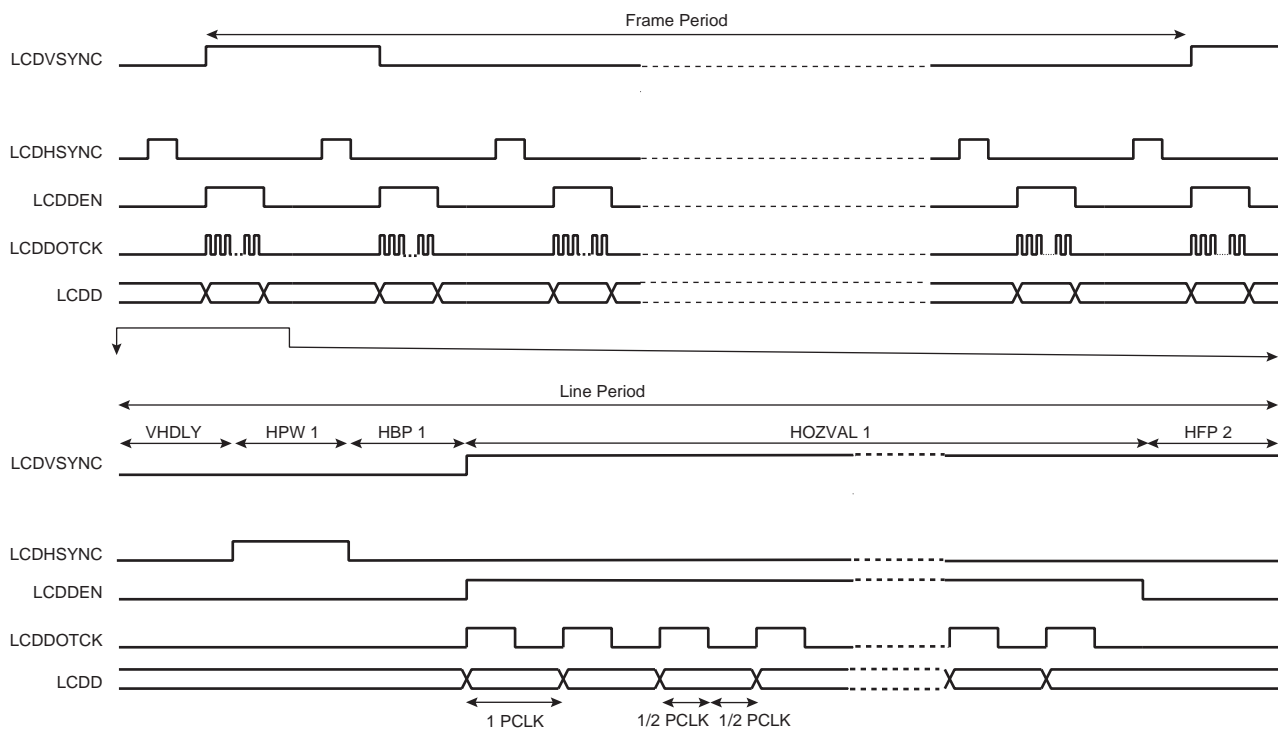 Frame Period
LCDVSYNC
LCDHSYNC
LCDDEN
LCDDOTCK
LCDD
Line Period
VHDLY HPW 1 HBP 1 HOZVAL 1 HFP 2
LCDVSYNC
LCDHSYNC
LCDDEN
LCDDOTCK
LCDD
1 PCLK 1/2 PCLK 1/2 PCLK